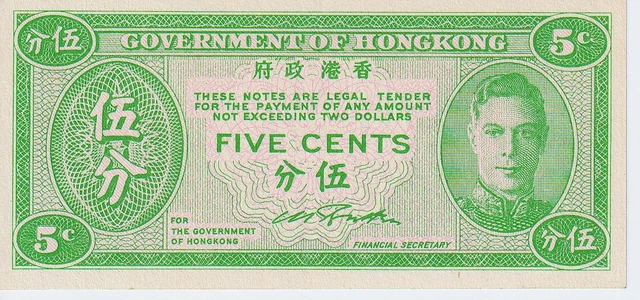 分伍 GOVERNMENT OF HONGKONG 5c
府政港香
THESE NOTES ARE LEGAL TENDER
FOR THE PAYMENT OF ANY AMOUNT
NOT EXCEEDING TWO DOLLARS
伍分
FIVE CENTS
分伍
FOR
THE GOVERNMENT
OF HONGKONG
FINANCIAL SECRETARY
5c
分伍